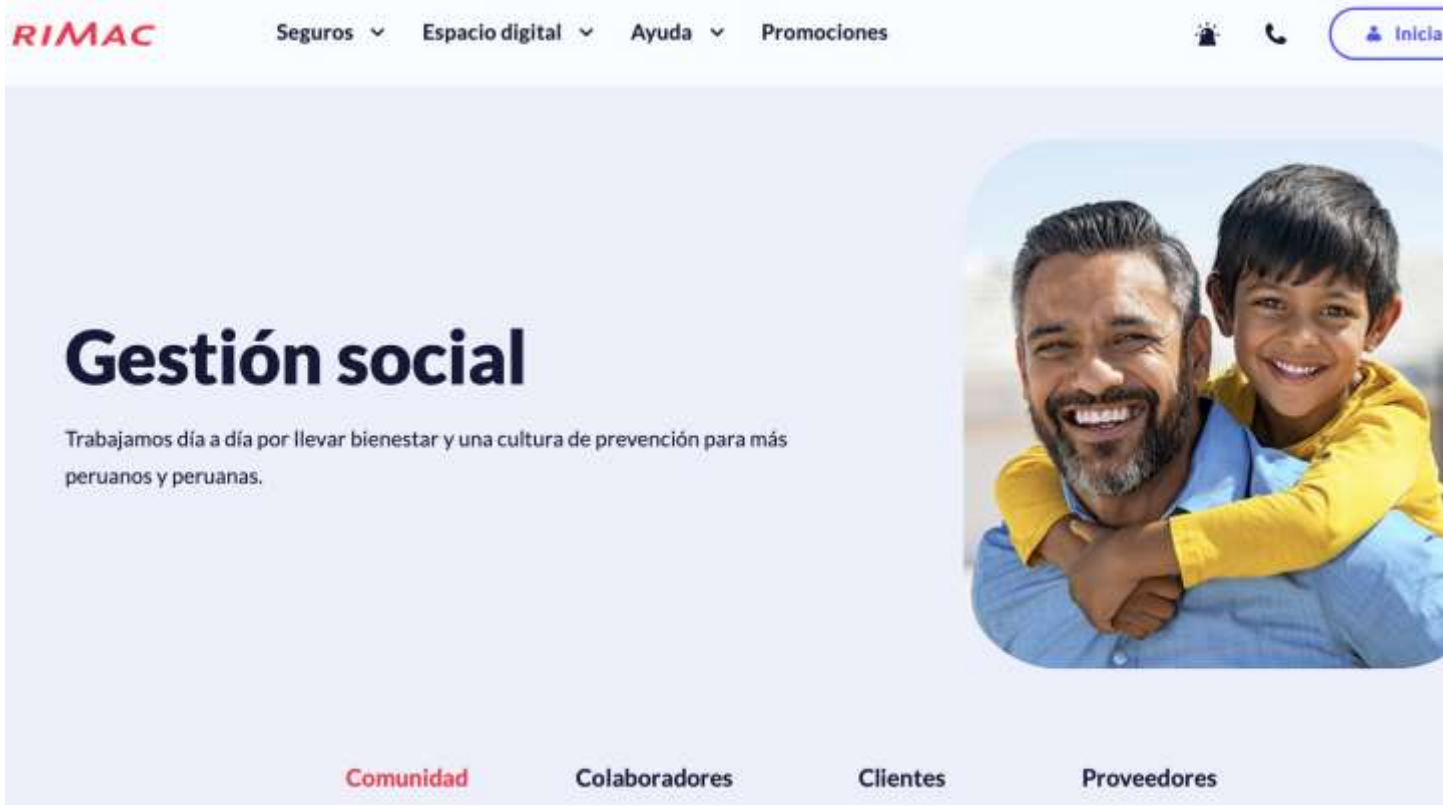 RIMAC
Seguros Espacio digital Ayuda Promociones
Inicia
Gestión social
Trabajamos día a día por llevar bienestar y una cultura de prevención para más
peruanos y peruanas.
Comunidad Colaboradores Clientes Proveedores